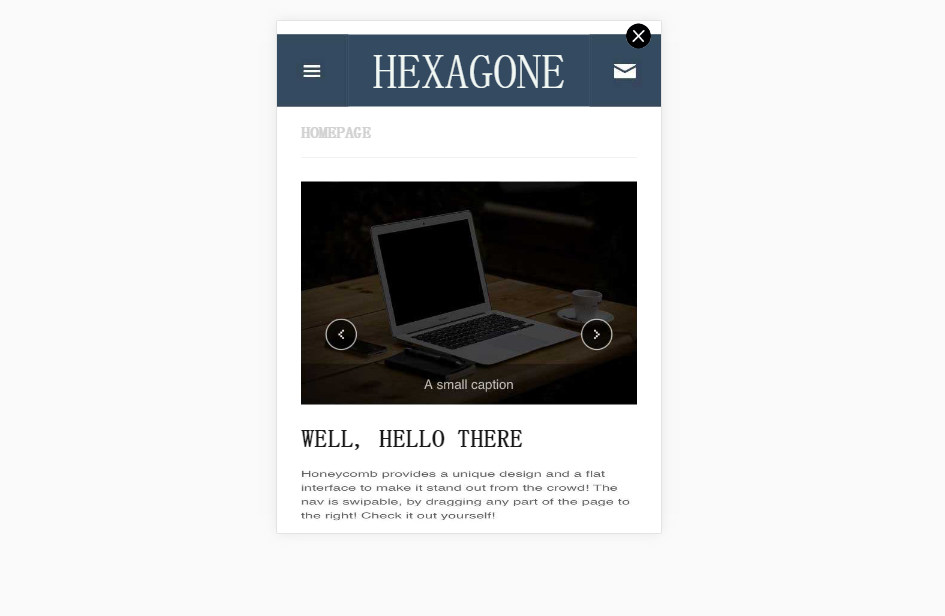 HEXAGONE
HOMEPAGE
A small caption
WELL, HELLO THERE
Honeycomb provides a unique design and a flat
interface to make it stand out from the crowd! The
nav is swipable, by dragging any part of the page to
the right! Check it out yourself!